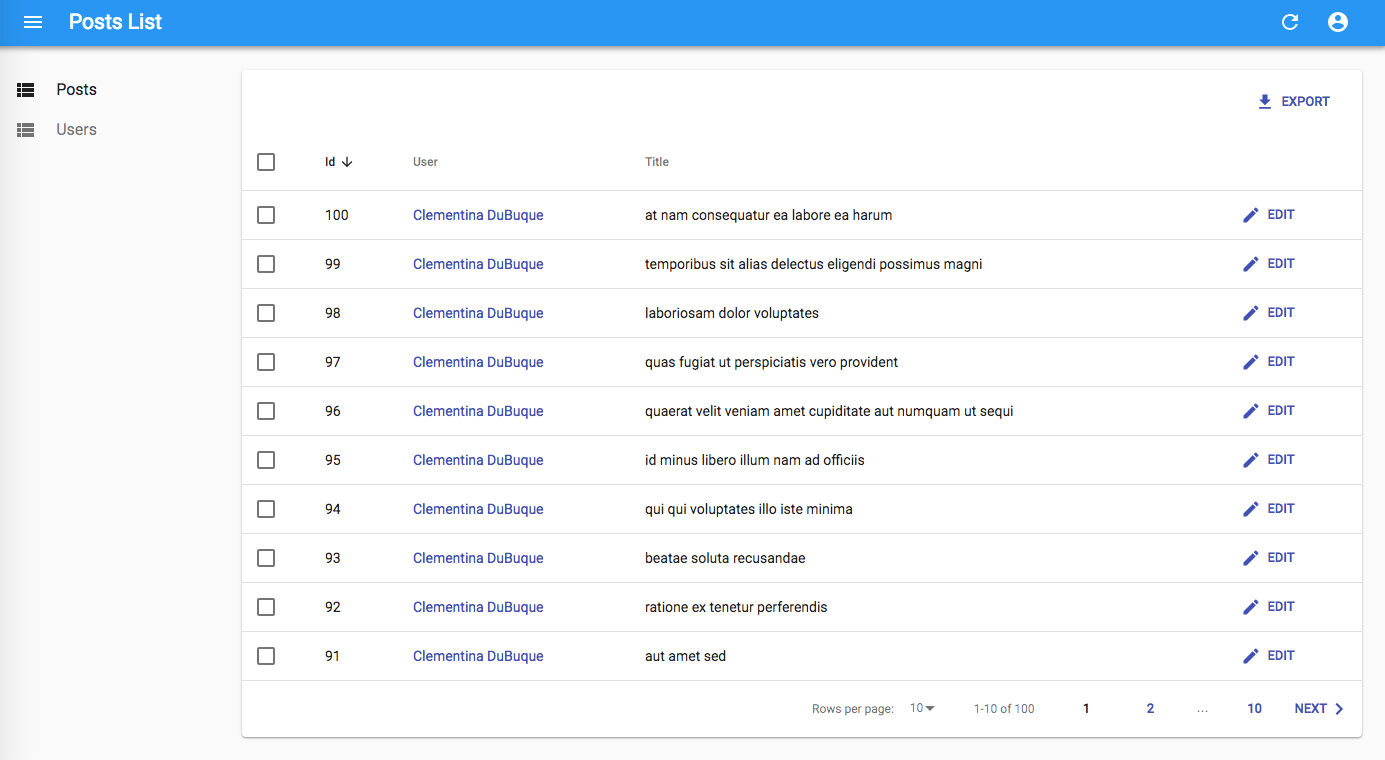 Posts List
Posts
Users
EXPORT
Id User Title
100 Clementina DuBuque at nam consequatur ea labore ea harum EDIT
99 Clementina DuBuque temporibus sit alias delectus eligendi possimus magni EDIT
98 Clementina DuBuque laboriosam dolor voluptates EDIT
97 Clementina DuBuque quas fugiat ut perspiciatis vero provident EDIT
96 Clementina DuBuque quaerat velit veniam amet cupiditate aut numquam ut sequi EDIT
95 Clementina DuBuque id minus libero illum nam ad officiis EDIT
94 Clementina DuBuque qui qui voluptates illo iste minima EDIT
93 Clementina DuBuque beatae soluta recusandae EDIT
92 Clementina DuBuque ratione ex tenetur perferendis EDIT
91 Clementina DuBuque aut amet sed EDIT
Rows per page: 10 1-10 of 100 1 2 ... 10 NEXT